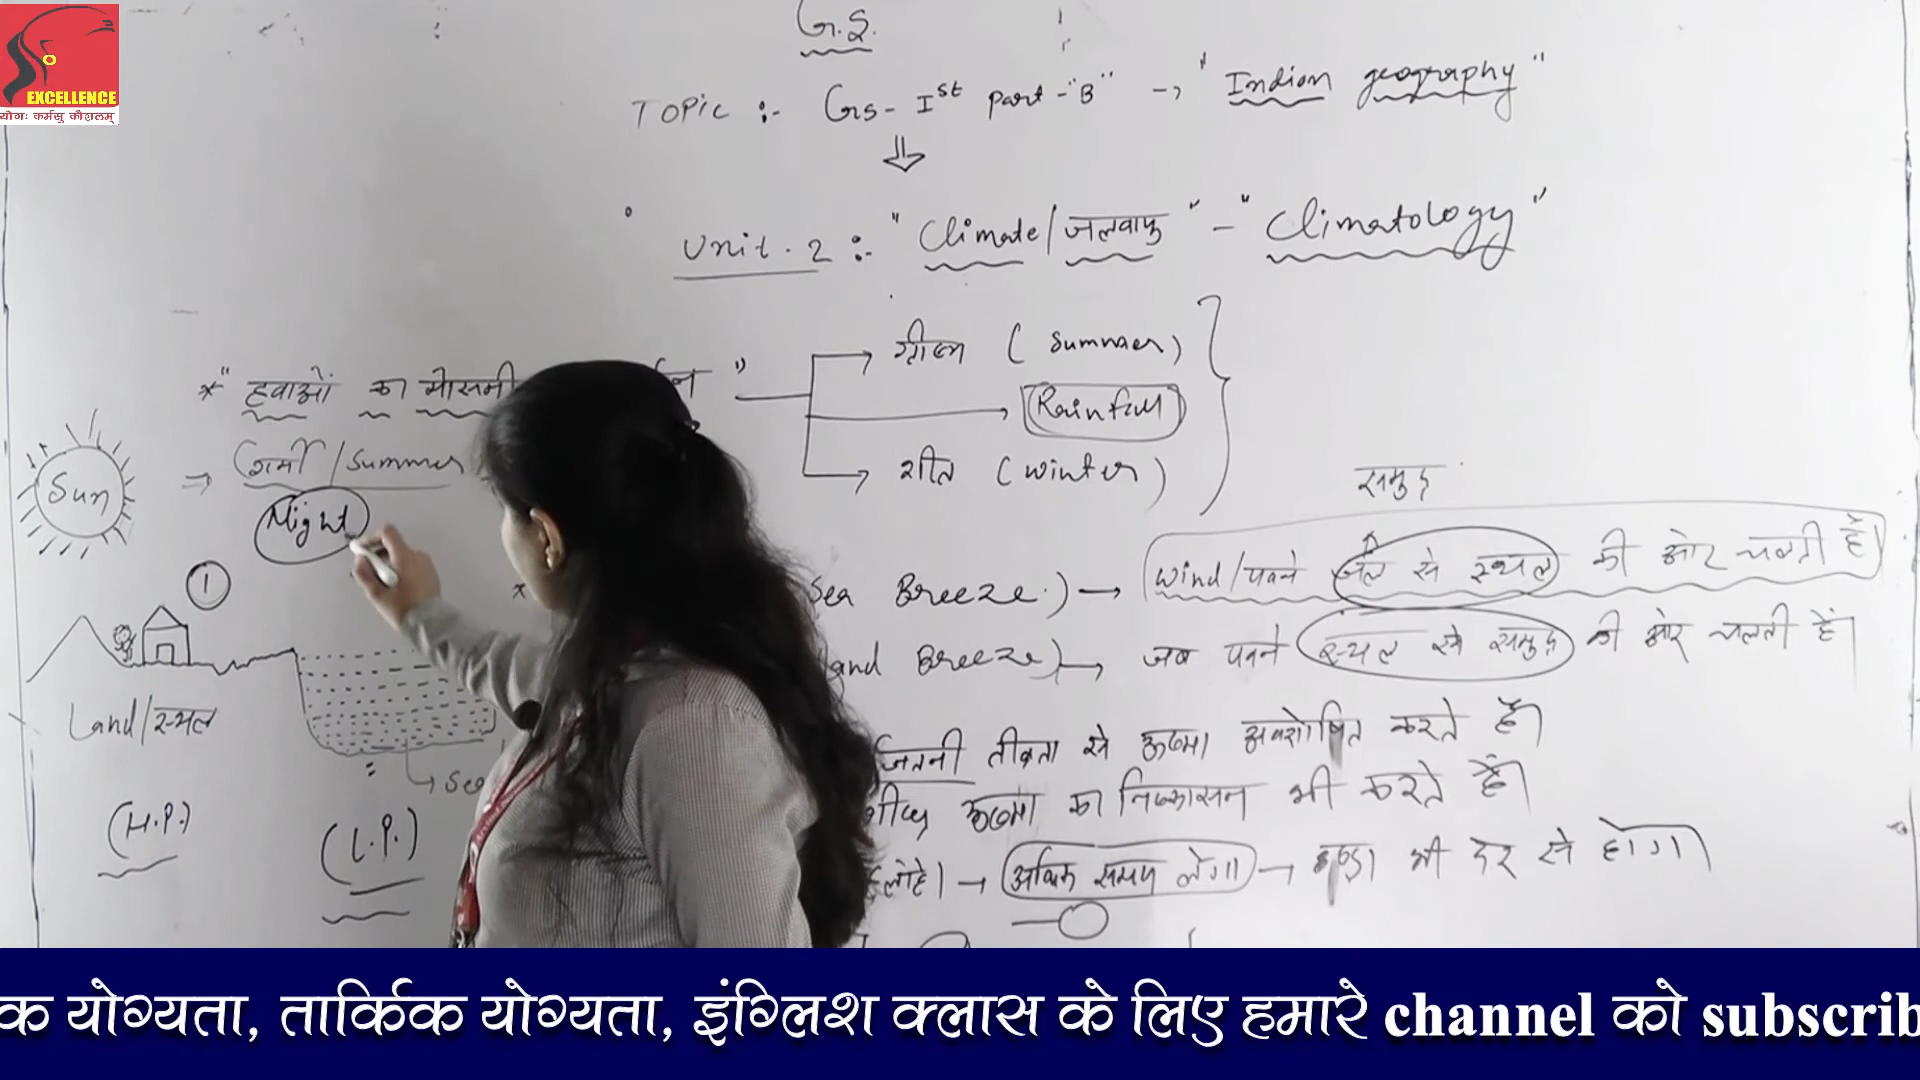 EXCELLENCE
योगः कर्मसु कौशलम्
G.S.
TOPIC :- GS- Ist Part-"B" → "Indian geography"
Unit-2 :- "Climate/जलवायु" - "Climatology"
ग्रीष्म (Summer)
* "हवाओं का मौसमी
Rainfall
गर्मी/Summer
शीत (Winter)
Sun
Night
समुद्र
1
Sea Breeze) → Wind/पवने जल से स्थल की ओर चलती है।
Land Breeze) → जब पवने स्थल से समुद्र की ओर चलती हैं।
Land/स्थल
जितनी तीव्रता से ऊष्मा अवशोषित करते हैं।
Sea
ऊष्मा का निष्कासन भी करते हैं।
(H.P.)
(L.P.)
→ अधिक समय लेगा → ठण्डा भी देर से होगा।
क योग्यता, तार्किक योग्यता, इंग्लिश क्लास के लिए हमारे channel को subscrib